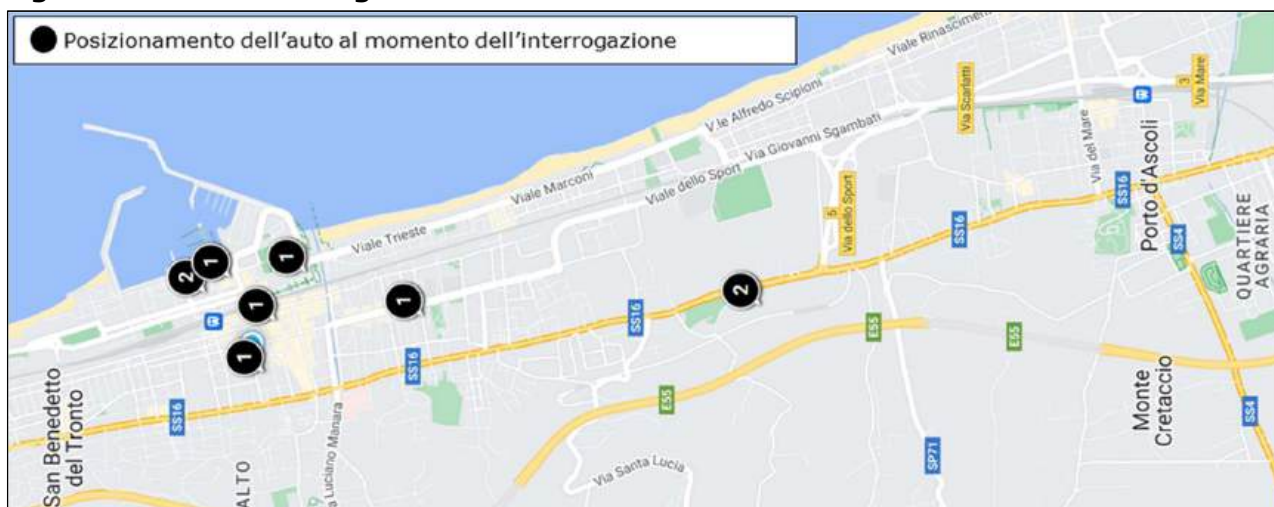 Posizionamento dell'auto al momento dell'interrogazione
Viale Rinascimen
V.le Alfredo Scipioni
Via Giovanni Sgambati
Via Scarlatti
3
Via Mare
Via del Mare
Porto d'Ascoli
Viale Marconi
Viale dello Sport
5
Via dello Sport
SS16
SS16
SS4
QUARTIERE
AGRARIA
Viale Trieste
2
1
1
1
1
1
2
SS16
SS16
SS16
E55
E55
E55
San Benedetto
del Tronto
ALTO
a Luciano Manara
Via Santa Lucia
SP71
Monte
Cretaccio
SS4